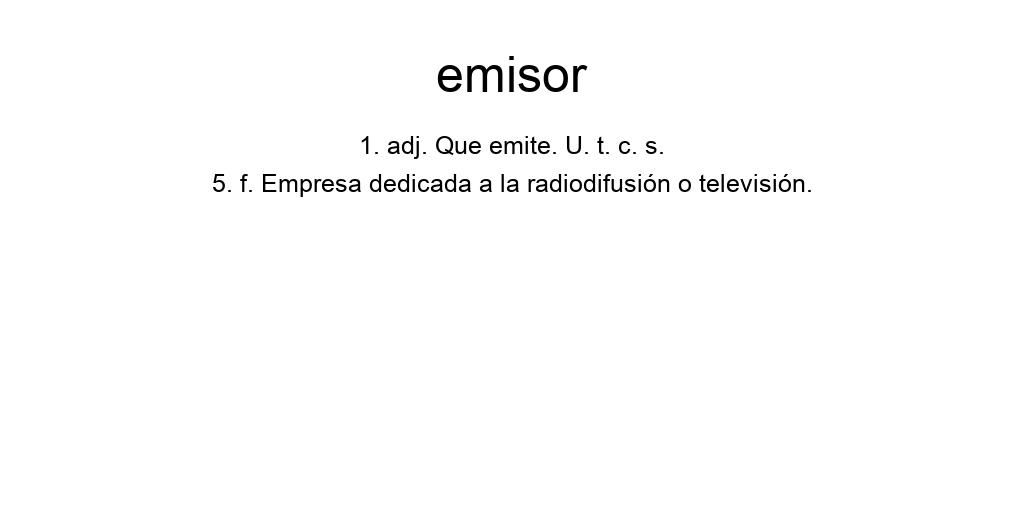 emisor
1. adj. Que emite. U. t. c. s.
5. f. Empresa dedicada a la radiodifusión o televisión.